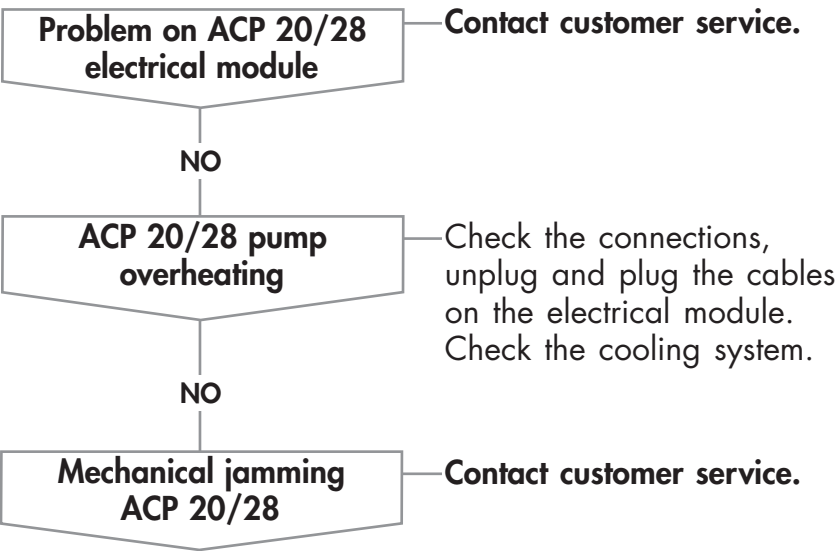 Problem on ACP 20/28
electrical module
Contact customer service.
NO
ACP 20/28 pump
overheating
Check the connections,
unplug and plug the cables
on the electrical module.
Check the cooling system.
NO
Mechanical jamming
ACP 20/28
Contact customer service.